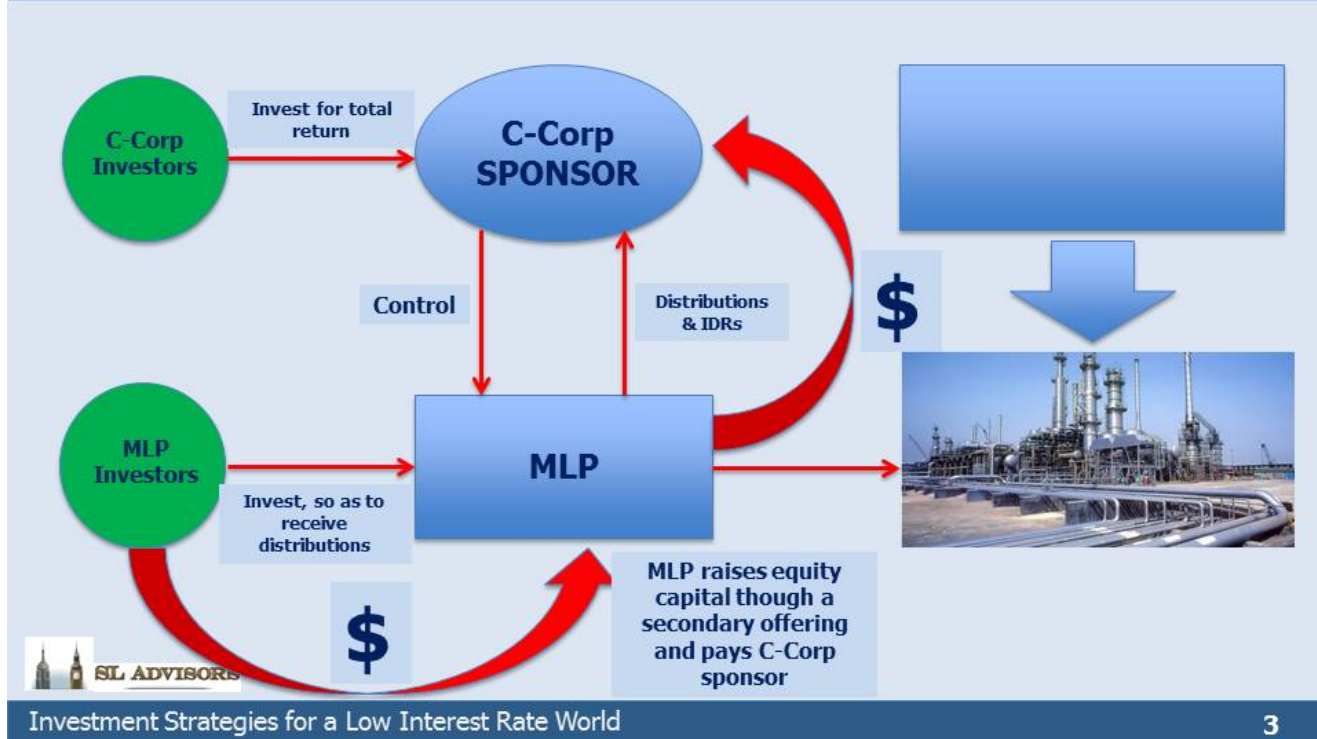 C-Corp
Investors
Invest for total
return
C-Corp
SPONSOR
Control
Distributions
& IDRs
$
MLP
Investors
Invest, so as to
receive
distributions
MLP
$
MLP raises equity
capital though a
secondary offering
and pays C-Corp
sponsor
SL ADVISORS
Investment Strategies for a Low Interest Rate World
3